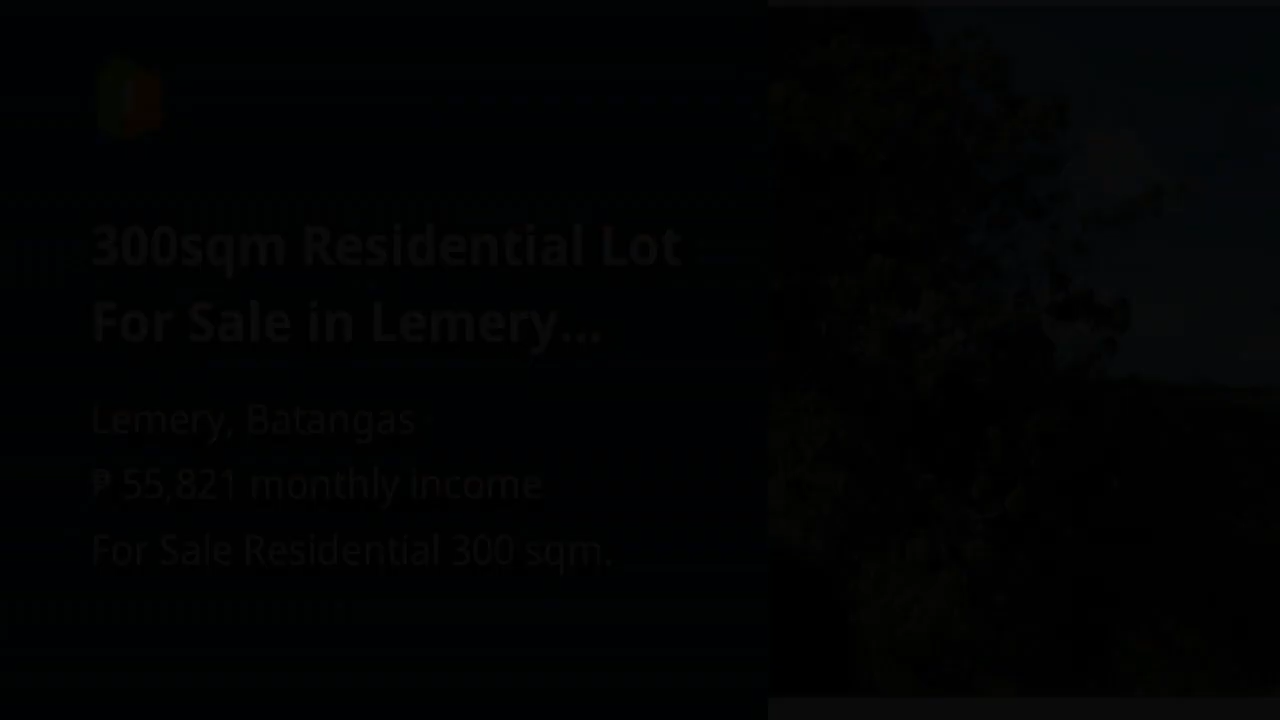 300sqm Residential Lot
For Sale in Lemery...
Lemery, Batangas
₱ 55,821 monthly income
For Sale Residential 300 sqm.